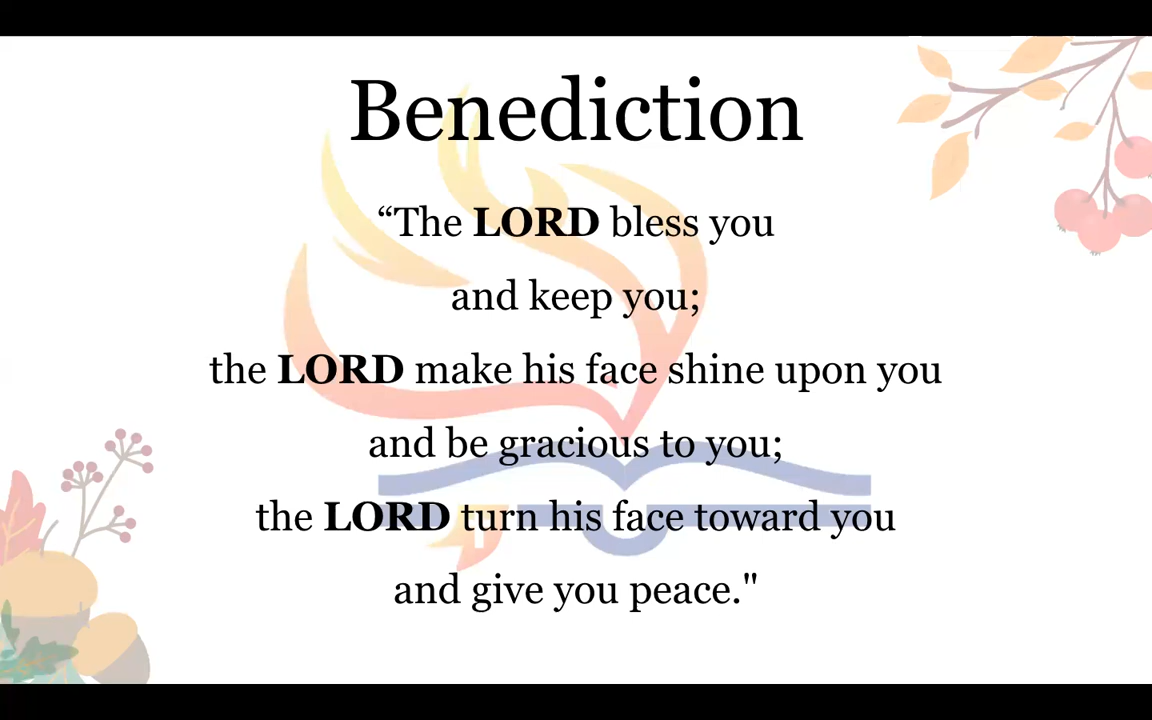 Benediction
“The LORD bless you
and keep you;
the LORD make his face shine upon you
and be gracious to you;
the LORD turn his face toward you
and give you peace."